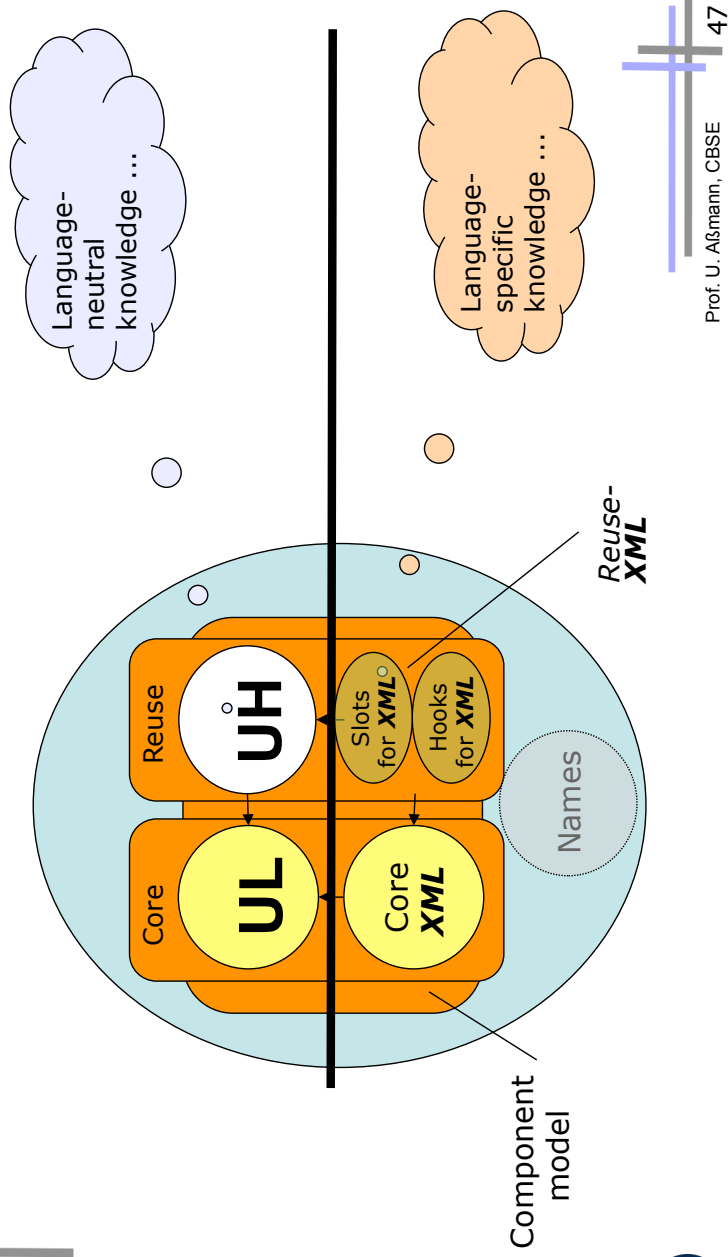 Language-
neutral
knowledge ...
Core
Reuse
UL
UH
Core
XML
Slots
for XML
Hooks
for XML
Names
Component
model
Reuse-
XML
Language-
specific
knowledge ...
Prof. U. Aßmann, CBSE
47